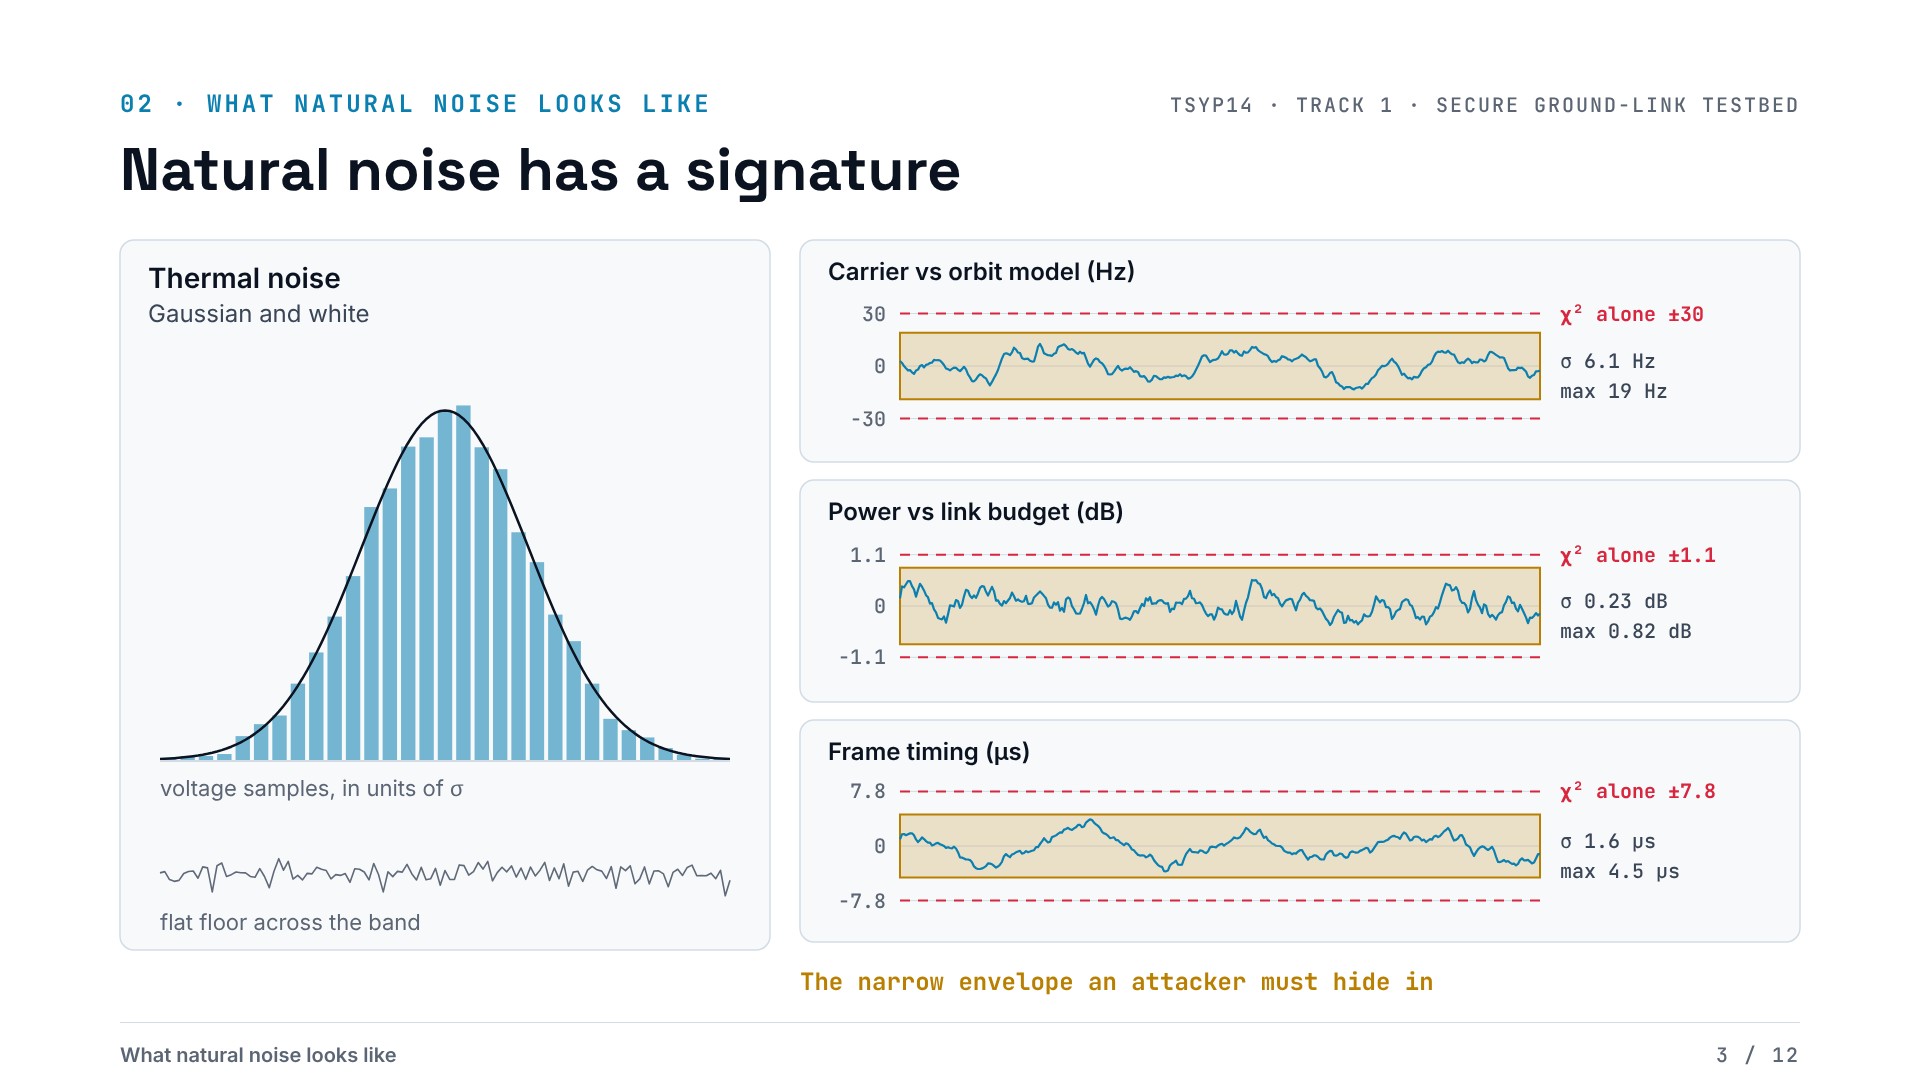 02 · WHAT NATURAL NOISE LOOKS LIKE
TSYP14 · TRACK 1 · SECURE GROUND-LINK TESTBED
Natural noise has a signature
Thermal noise
Gaussian and white
voltage samples, in units of σ
flat floor across the band
Carrier vs orbit model (Hz)
30
0
-30
χ² alone ±30
σ 6.1 Hz
max 19 Hz
Power vs link budget (dB)
1.1
0
-1.1
χ² alone ±1.1
σ 0.23 dB
max 0.82 dB
Frame timing (µs)
7.8
0
-7.8
χ² alone ±7.8
σ 1.6 µs
max 4.5 µs
The narrow envelope an attacker must hide in
What natural noise looks like
3 / 12